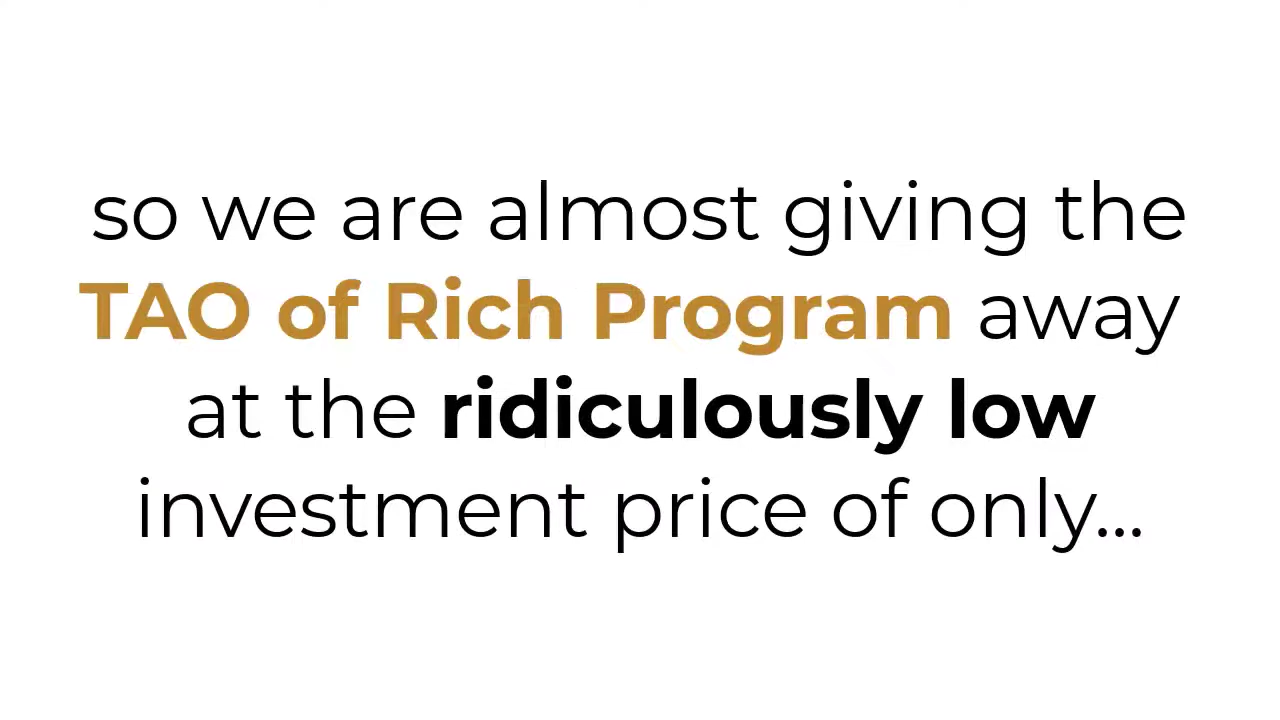 so we are almost giving the
TAO of Rich Program away
at the ridiculously low
investment price of only...